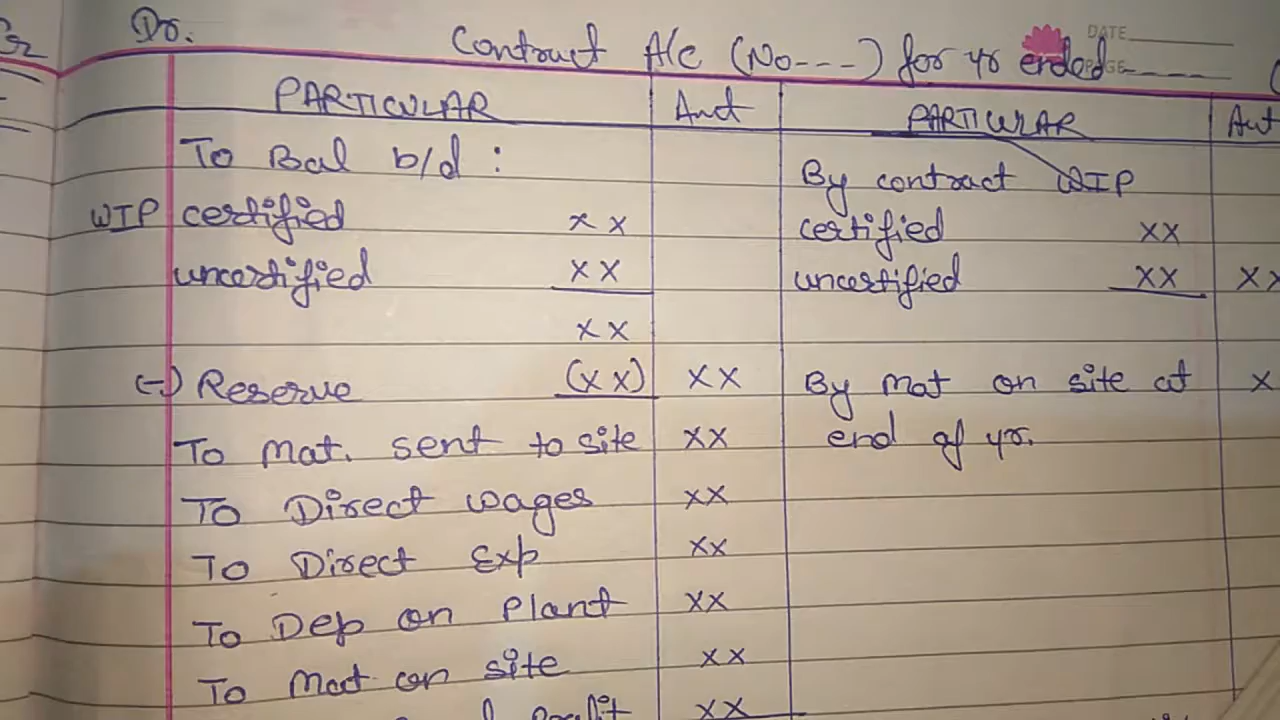 Dr. Contract A/c (No---) for yr ended-----
DATE
PAGE
PARTICULAR Amt PARTICULAR Amt
To Bal b/d : By contract WIP
WIP certified xx certified xx
uncertified xx uncertified xx xx
xx
(-) Reserve (xx) xx By mat on site at x
To mat. sent to site xx end of yr.
To Direct wages xx
To Direct Exp xx
To Dep on Plant xx
To mat on site xx
Profit xx